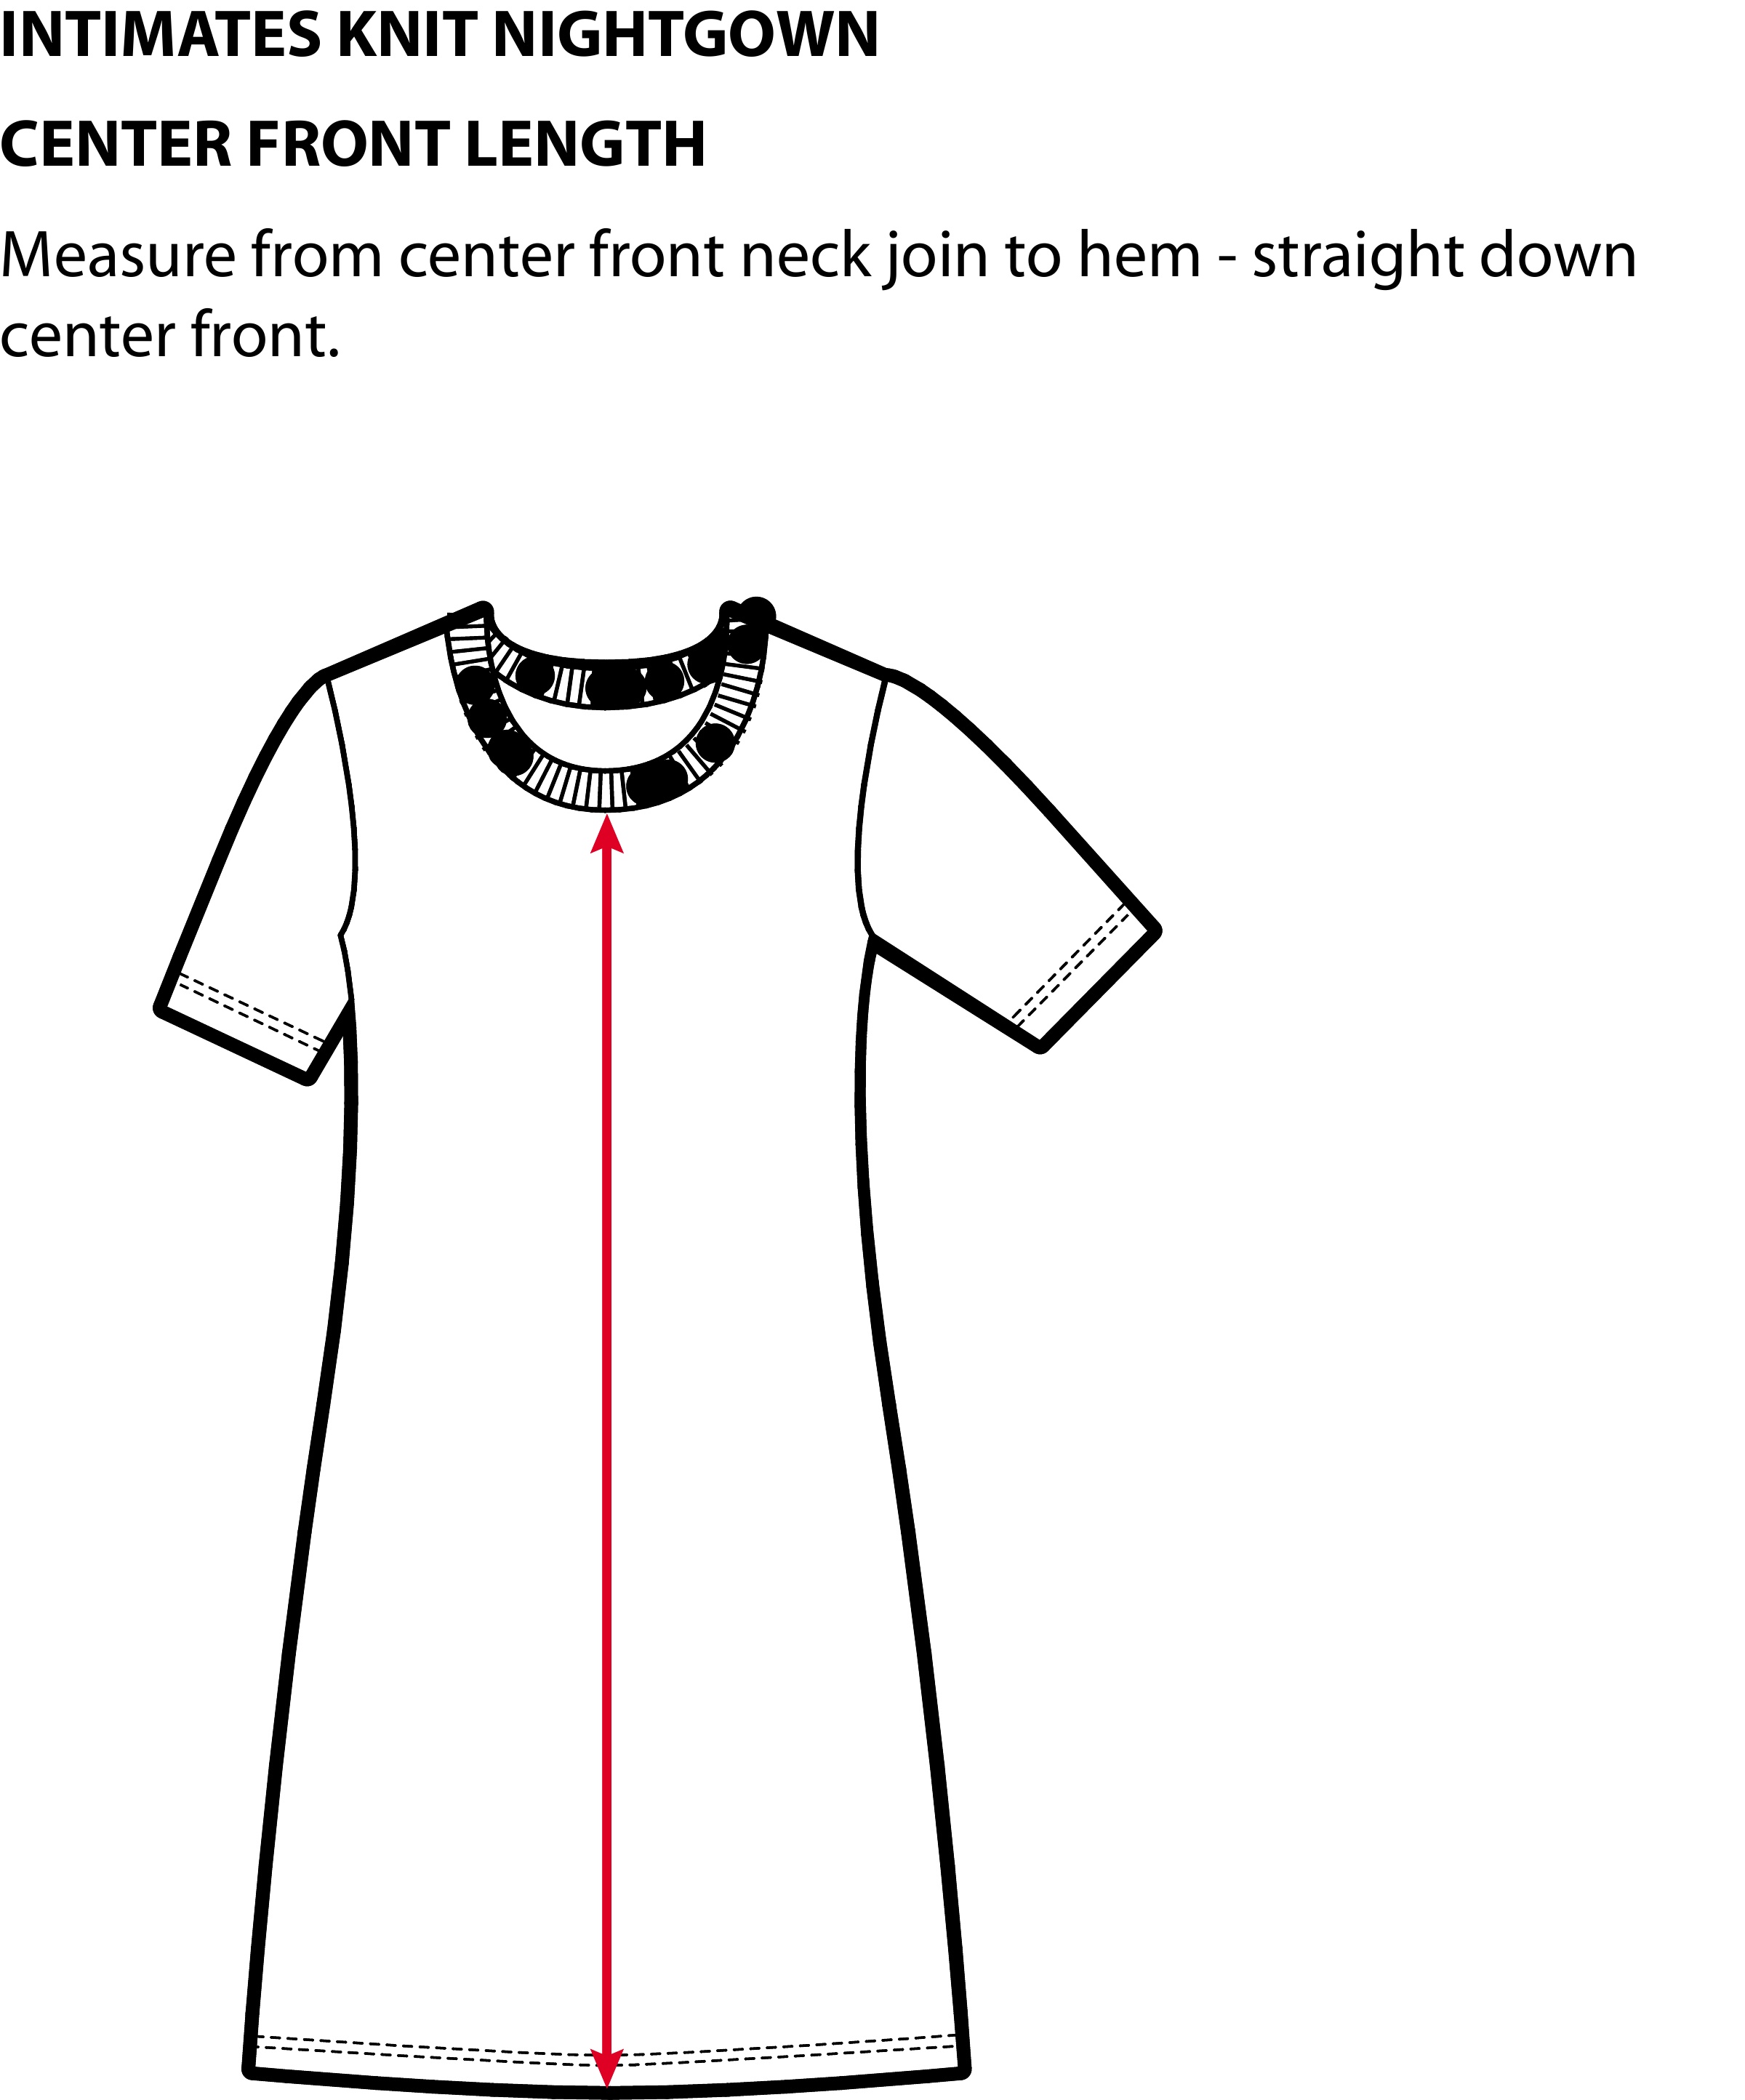 INTIMATES KNIT NIGHTGOWN
CENTER FRONT LENGTH
Measure from center front neck join to hem - straight down
center front.